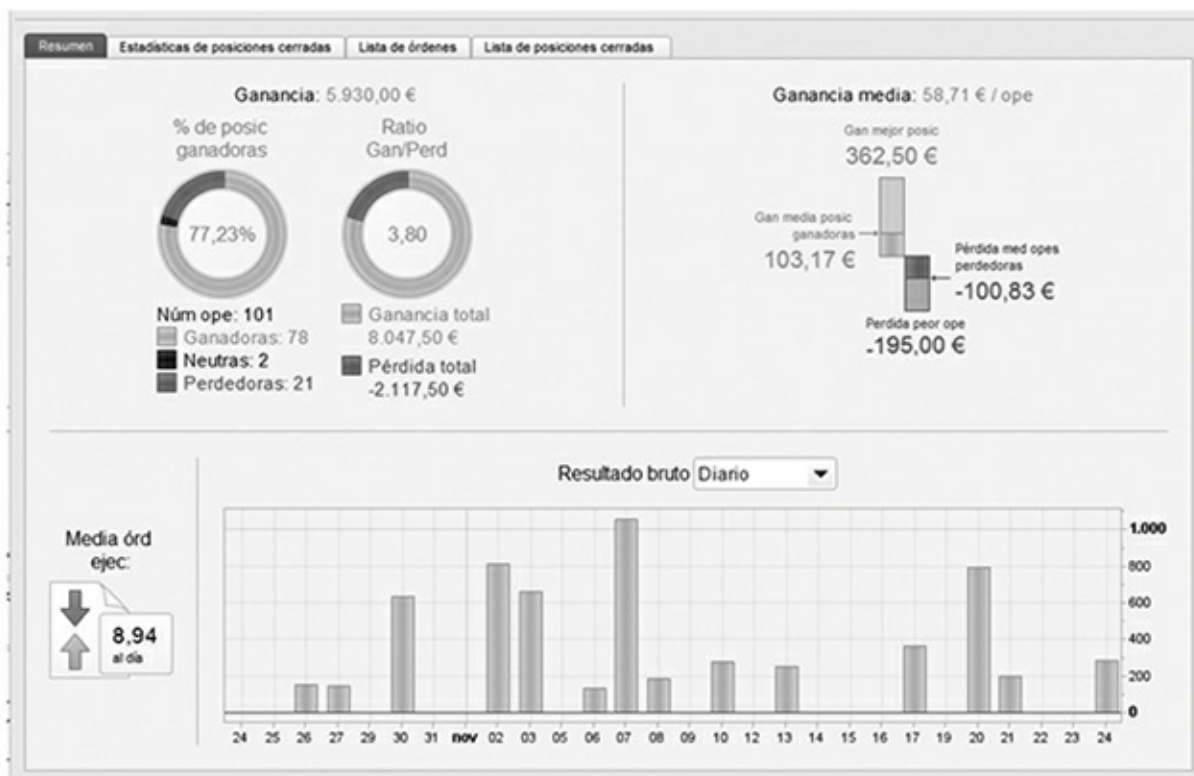 Resumen Estadísticas de posiciones cerradas Lista de órdenes Lista de posiciones cerradas
Ganancia: 5.930,00 €
% de posic
ganadoras
77,23%
Núm ope: 101
Ganadoras: 78
Neutras: 2
Perdedoras: 21
Ratio
Gan/Perd
3,80
Ganancia total
8.047,50 €
Pérdida total
-2.117,50 €
Ganancia media: 58,71 € / ope
Gan mejor posic
362,50 €
Gan media posic
ganadoras
103,17 €
Pérdida med opes
perdedoras
-100,83 €
Perdida peor ope
-195,00 €
Media órd
ejec:
8,94
al día
Resultado bruto Diario
1.000
800
600
400
200
0
24 25 26 27 29 30 31 nov 02 03 05 06 07 08 09 10 12 13 14 15 16 17 19 20 21 22 23 24